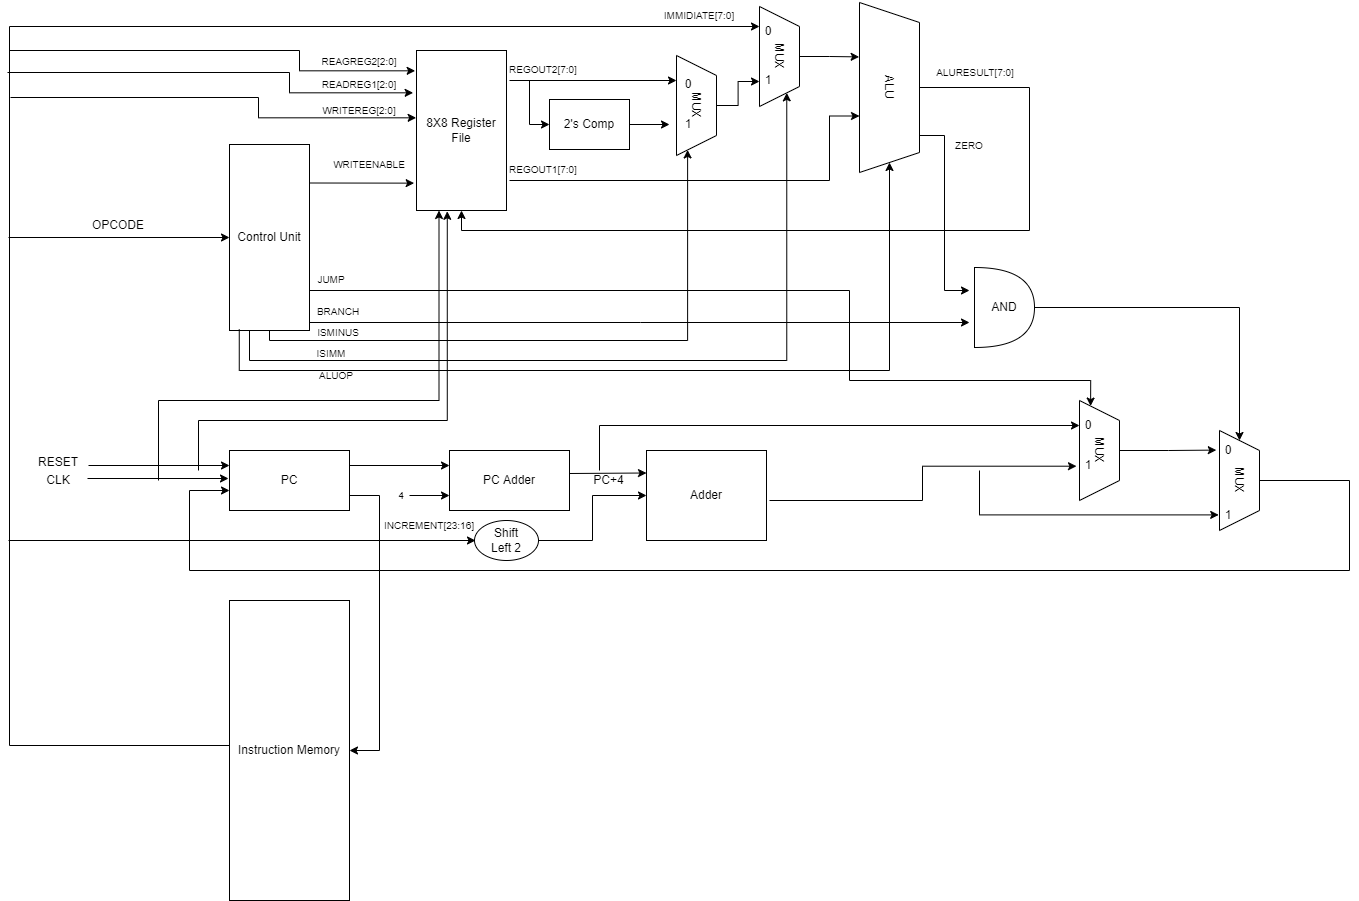 IMMIDIATE[7:0]
0
MUX
1
REAGREG2[2:0]
READREG1[2:0]
WRITEREG[2:0]
8X8 Register
File
REGOUT2[7:0]
2's Comp
0
MUX
1
REGOUT1[7:0]
ALU
ALURESULT[7:0]
ZERO
WRITEENABLE
OPCODE
Control Unit
JUMP
BRANCH
ISMINUS
ISIMM
ALUOP
AND
RESET
CLK
PC
4
PC Adder
PC+4
Adder
INCREMENT[23:16]
Shift
Left 2
0
MUX
1
0
MUX
1
Instruction Memory